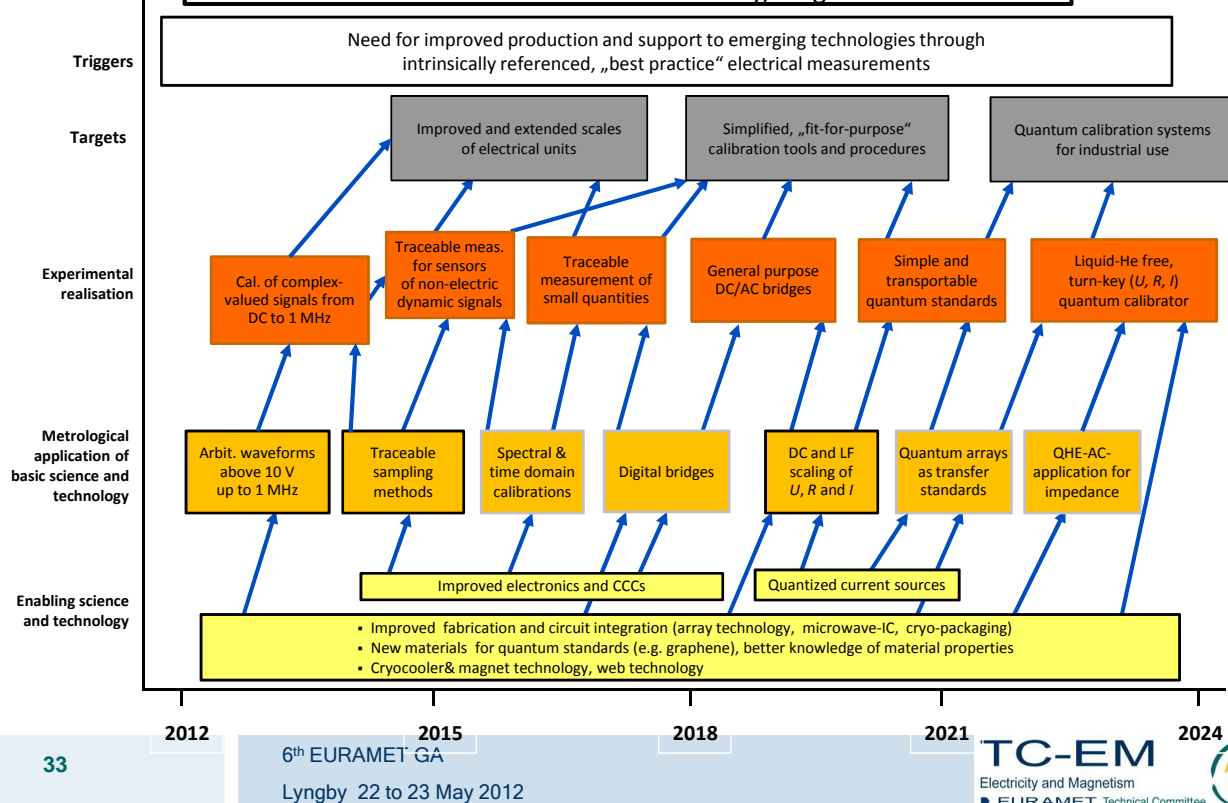 Triggers
Need for improved production and support to emerging technologies through
intrinsically referenced, „best practice“ electrical measurements
Targets
Improved and extended scales
of electrical units
Simplified, „fit-for-purpose“
calibration tools and procedures
Quantum calibration systems
for industrial use
Experimental
realisation
Cal. of complex-
valued signals from
DC to 1 MHz
Traceable meas.
for sensors
of non-electric
dynamic signals
Traceable
measurement of
small quantities
General purpose
DC/AC bridges
Simple and
transportable
quantum standards
Liquid-He free,
turn-key (U, R, I)
quantum calibrator
Metrological
application of
basic science and
technology
Arbit. waveforms
above 10 V
up to 1 MHz
Traceable
sampling
methods
Spectral &
time domain
calibrations
Digital bridges
DC and LF
scaling of
U, R and I
Quantum arrays
as transfer
standards
QHE-AC-
application for
impedance
Enabling science
and technology
Improved electronics and CCCs
Quantized current sources
▪ Improved fabrication and circuit integration (array technology, microwave-IC, cryo-packaging)
▪ New materials for quantum standards (e.g. graphene), better knowledge of material properties
▪ Cryocooler& magnet technology, web technology
2012 2015 2018 2021 2024
33
6th EURAMET GA
Lyngby 22 to 23 May 2012
TC-EM
Electricity and Magnetism
EURAMET Technical Committee